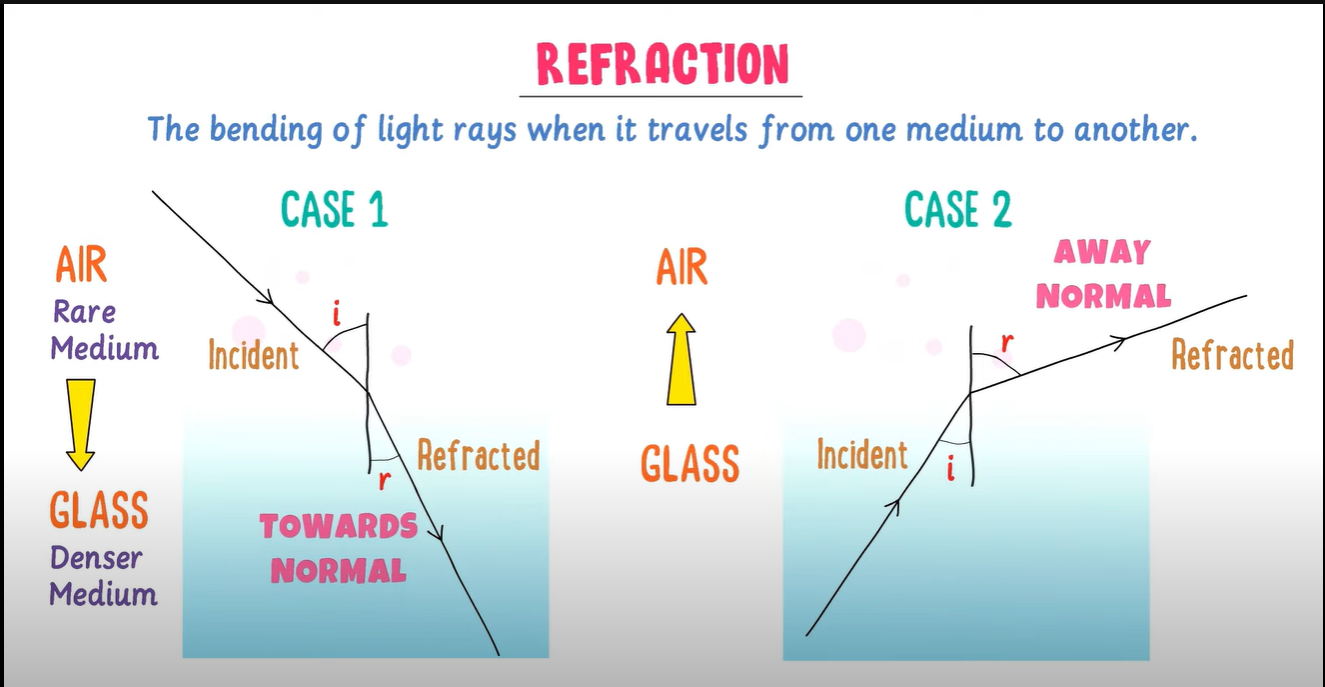 REFRACTION
The bending of light rays when it travels from one medium to another.
CASE 1
AIR
Rare
Medium
i
Incident
Refracted
r
GLASS
Denser
Medium
TOWARDS
NORMAL
CASE 2
AIR
AWAY
NORMAL
r
Refracted
Incident
i
GLASS